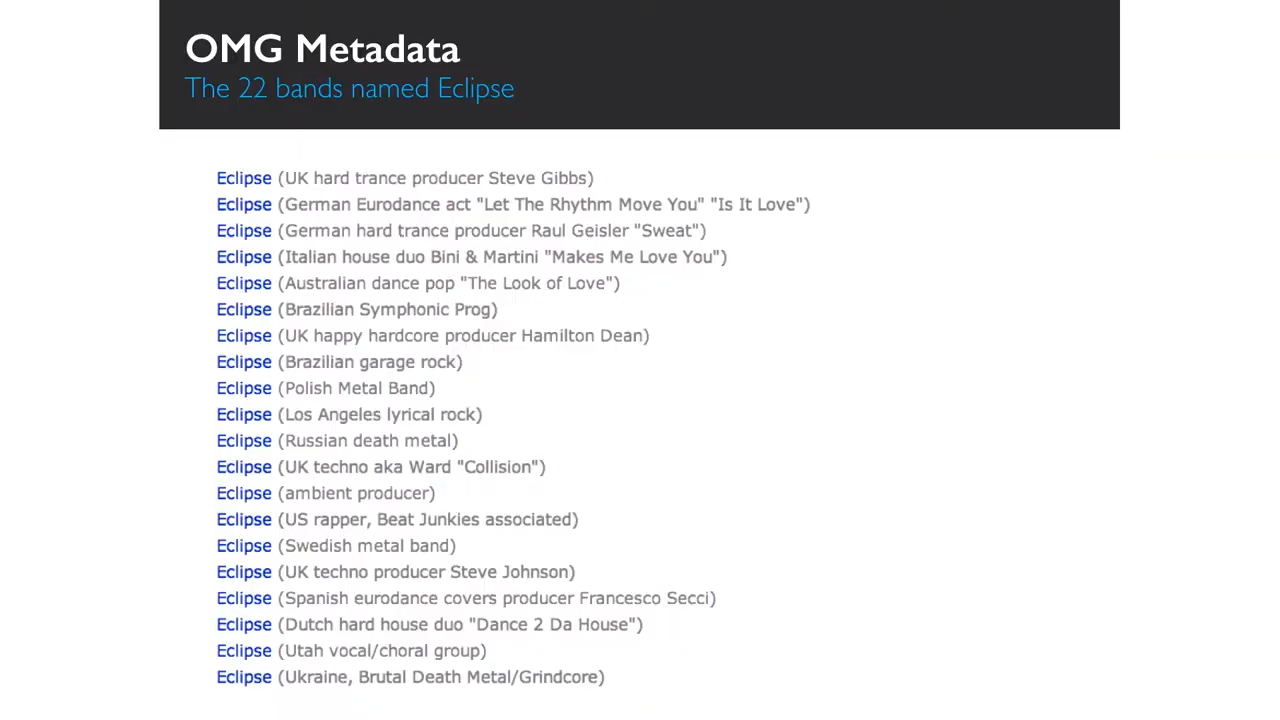 OMG Metadata
The 22 bands named Eclipse
Eclipse (UK hard trance producer Steve Gibbs)
Eclipse (German Eurodance act "Let The Rhythm Move You" "Is It Love")
Eclipse (German hard trance producer Raul Geisler "Sweat")
Eclipse (Italian house duo Bini & Martini "Makes Me Love You")
Eclipse (Australian dance pop "The Look of Love")
Eclipse (Brazilian Symphonic Prog)
Eclipse (UK happy hardcore producer Hamilton Dean)
Eclipse (Brazilian garage rock)
Eclipse (Polish Metal Band)
Eclipse (Los Angeles lyrical rock)
Eclipse (Russian death metal)
Eclipse (UK techno aka Ward "Collision")
Eclipse (ambient producer)
Eclipse (US rapper, Beat Junkies associated)
Eclipse (Swedish metal band)
Eclipse (UK techno producer Steve Johnson)
Eclipse (Spanish eurodance covers producer Francesco Secci)
Eclipse (Dutch hard house duo "Dance 2 Da House")
Eclipse (Utah vocal/choral group)
Eclipse (Ukraine, Brutal Death Metal/Grindcore)